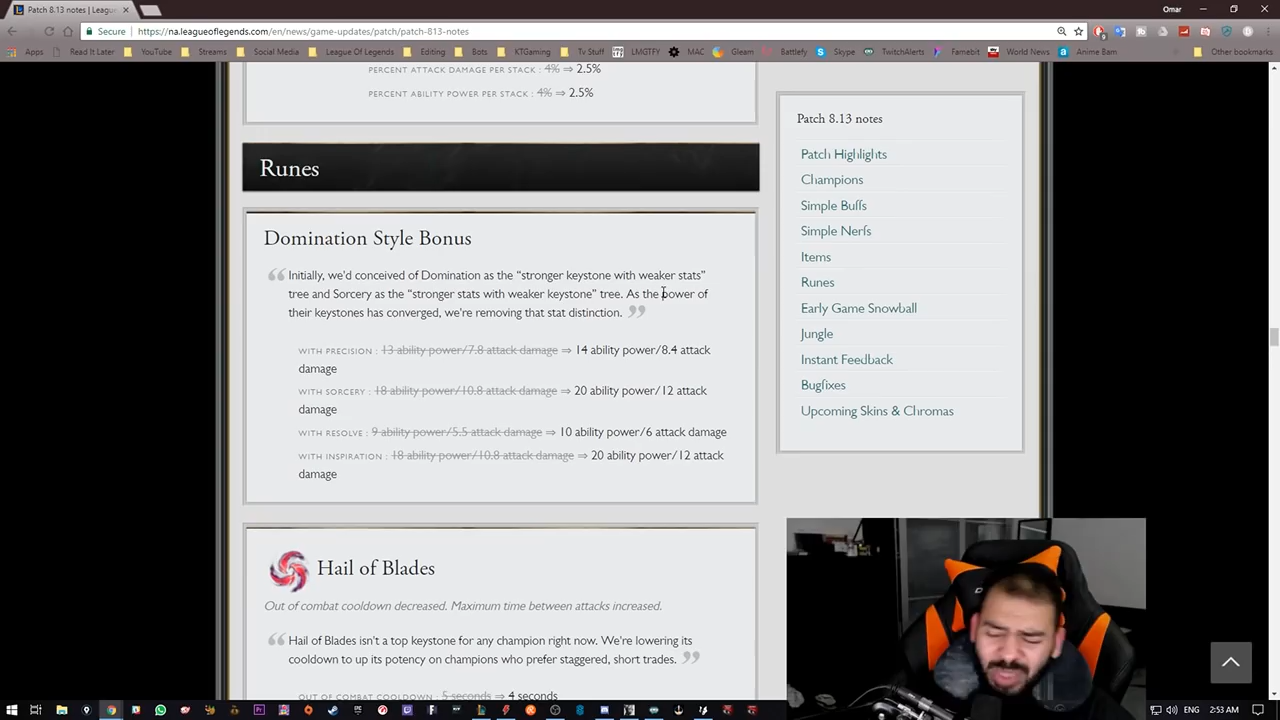 Patch 8.13 notes | Leagu
Omar
Secure
https://na.leagueoflegends.com/en/news/game-updates/patch/patch-813-notes
Apps
Read It Later
YouTube
Streams
Social Media
League Of Legends
Editing
Bots
KTGaming
Tv Stuff
LMGTFY
MAC
Gleam
Battlefy
Skype
TwitchAlerts
Famebit
World News
Anime Bam
Other bookmarks
PERCENT ATTACK DAMAGE PER STACK : 4% ⇒ 2.5%
PERCENT ABILITY POWER PER STACK : 4% ⇒ 2.5%
Runes
Domination Style Bonus
Initially, we'd conceived of Domination as the “stronger keystone with weaker stats”
tree and Sorcery as the “stronger stats with weaker keystone” tree. As the power of
their keystones has converged, we're removing that stat distinction.
WITH PRECISION : 13 ability power/7.8 attack damage ⇒ 14 ability power/8.4 attack
damage
WITH SORCERY : 18 ability power/10.8 attack damage ⇒ 20 ability power/12 attack
damage
WITH RESOLVE : 9 ability power/5.5 attack damage ⇒ 10 ability power/6 attack damage
WITH INSPIRATION : 18 ability power/10.8 attack damage ⇒ 20 ability power/12 attack
damage
Hail of Blades
Out of combat cooldown decreased. Maximum time between attacks increased.
Hail of Blades isn't a top keystone for any champion right now. We're lowering its
cooldown to up its potency on champions who prefer staggered, short trades.
OUT OF COMBAT COOLDOWN : 5 seconds ⇒ 4 seconds
Patch 8.13 notes
Patch Highlights
Champions
Simple Buffs
Simple Nerfs
Items
Runes
Early Game Snowball
Jungle
Instant Feedback
Bugfixes
Upcoming Skins & Chromas
2:53 AM